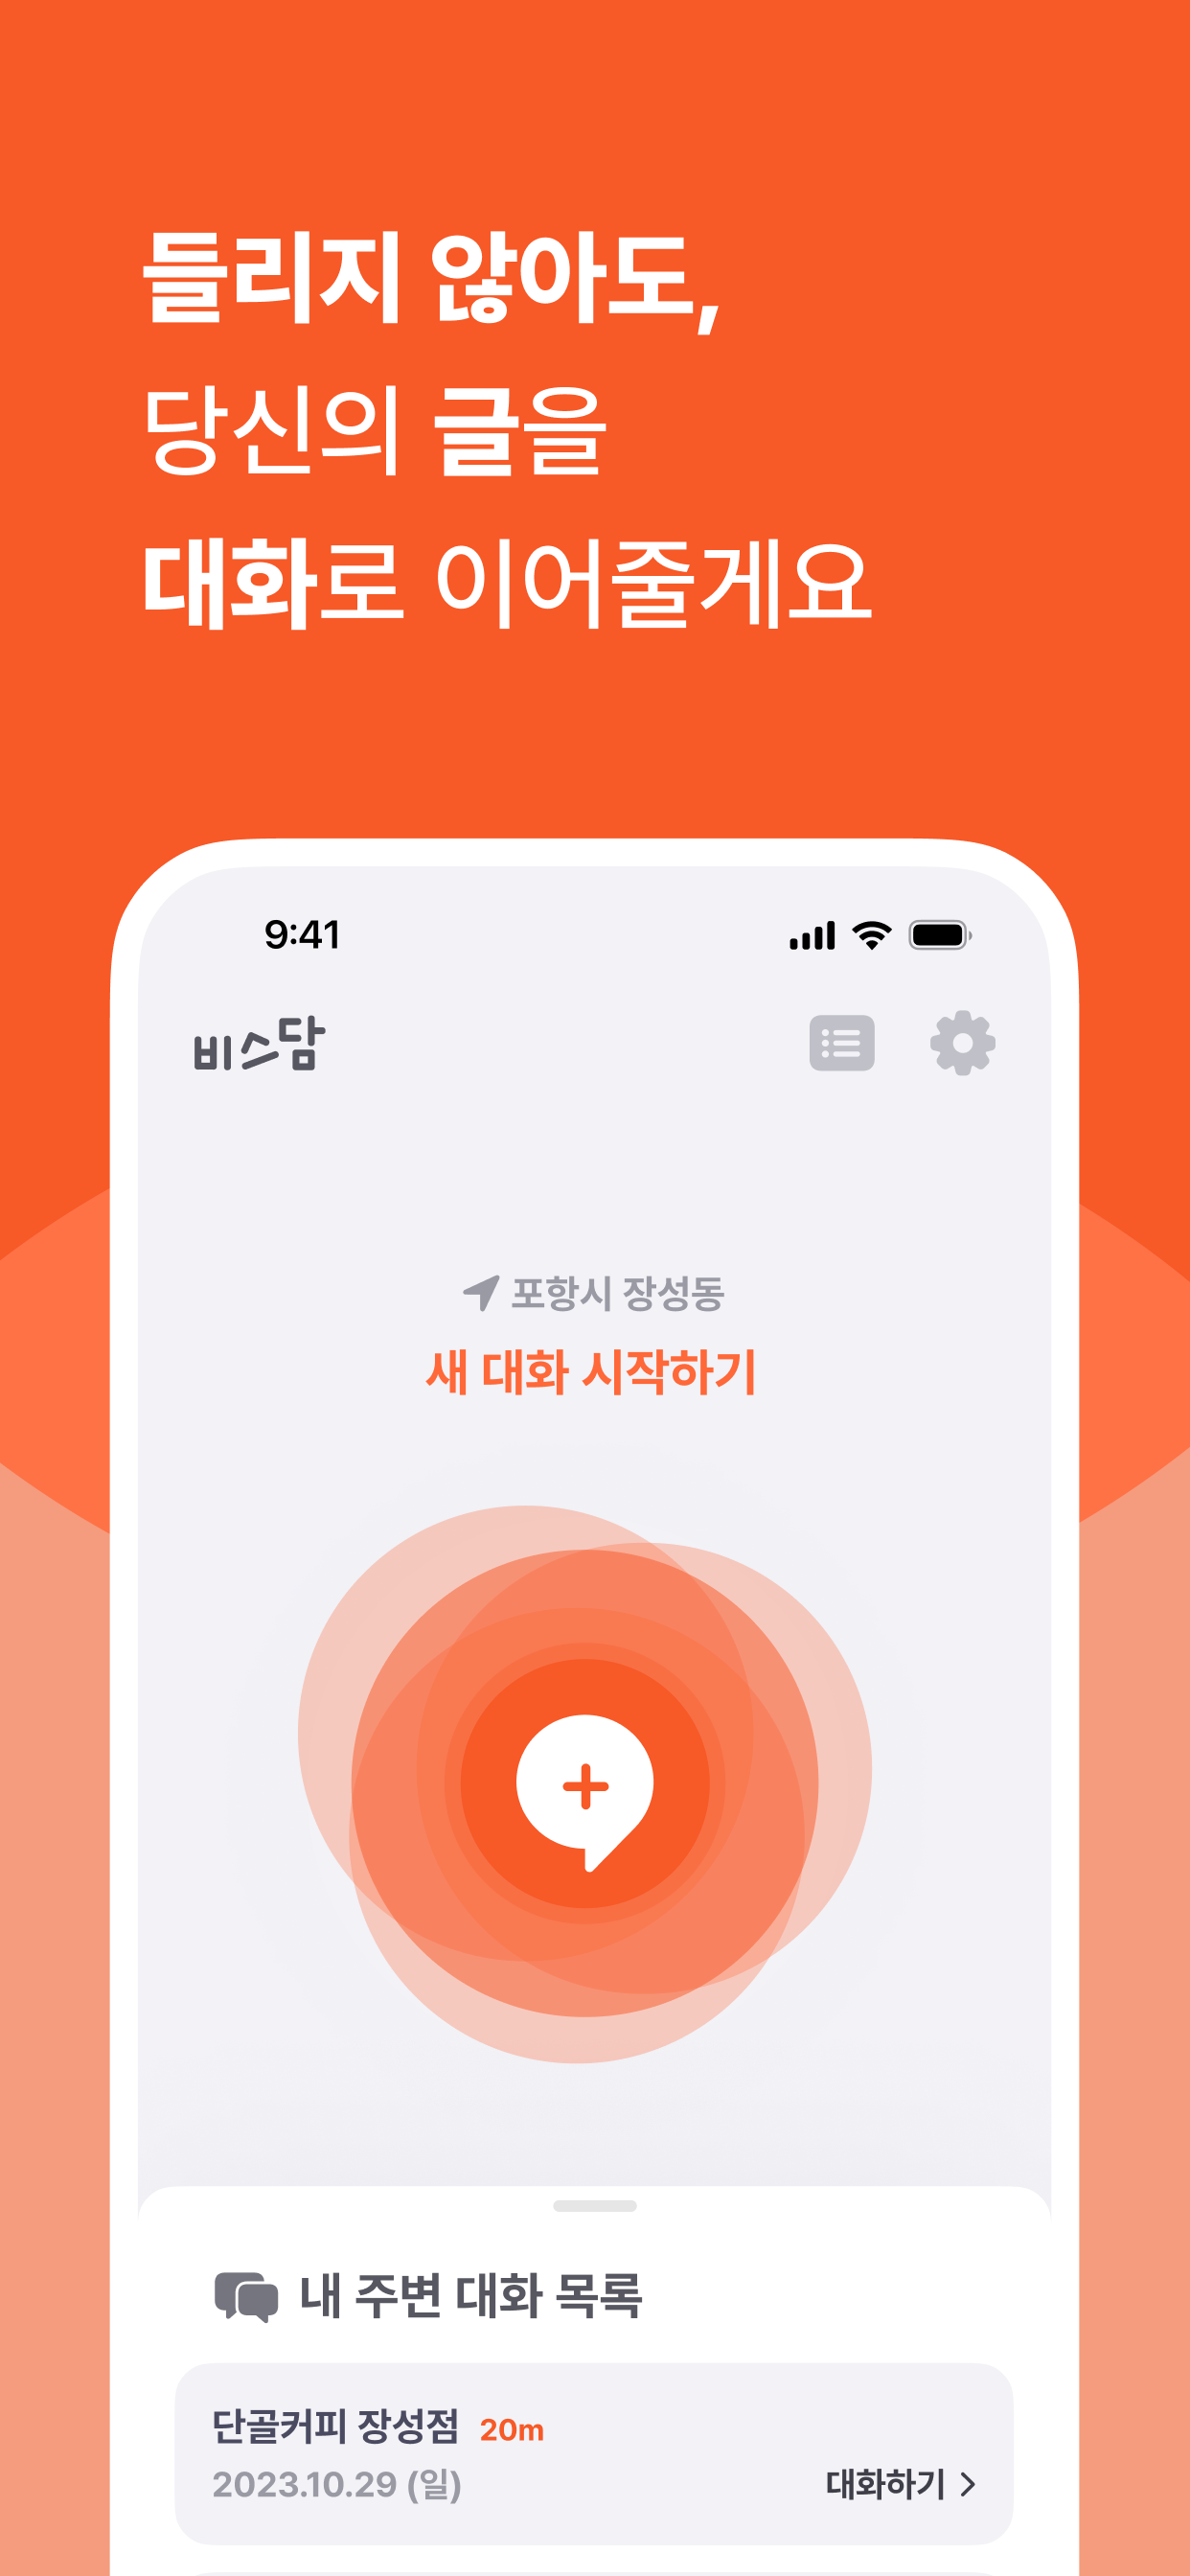 들리지 않아도,
당신의 글을
대화로 이어줄게요
9:41
비스담
포항시 장성동
새 대화 시작하기
내 주변 대화 목록
단골커피 장성점 20m
2023.10.29 (일)
대화하기